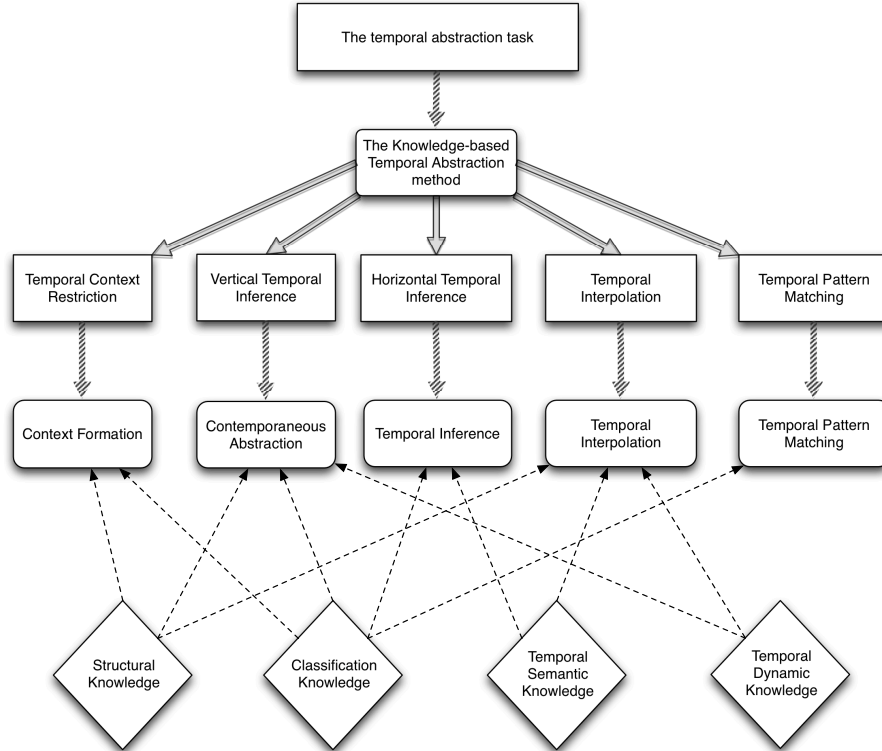 The temporal abstraction task
The Knowledge-based
Temporal Abstraction
method
Temporal Context
Restriction
Vertical Temporal
Inference
Horizontal Temporal
Inference
Temporal
Interpolation
Temporal Pattern
Matching
Context Formation
Contemporaneous
Abstraction
Temporal Inference
Temporal
Interpolation
Temporal Pattern
Matching
Structural
Knowledge
Classification
Knowledge
Temporal
Semantic
Knowledge
Temporal
Dynamic
Knowledge